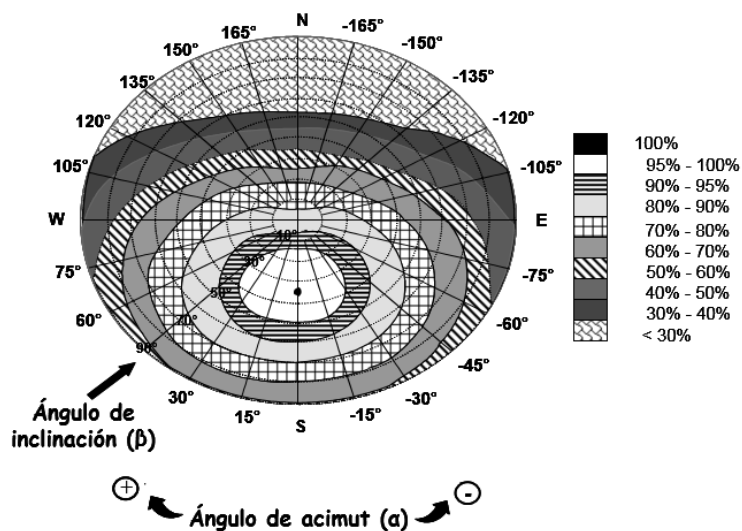 N
165°
-165°
150°
-150°
135°
-135°
120°
-120°
105°
-105°
W
E
75°
-75°
60°
-60°
-45°
30°
-30°
15°
-15°
S
10°
30°
50°
70°
90°
100%
95% - 100%
90% - 95%
80% - 90%
70% - 80%
60% - 70%
50% - 60%
40% - 50%
30% - 40%
< 30%
Ángulo de
inclinación (β)
+
Ángulo de acimut (α)
-